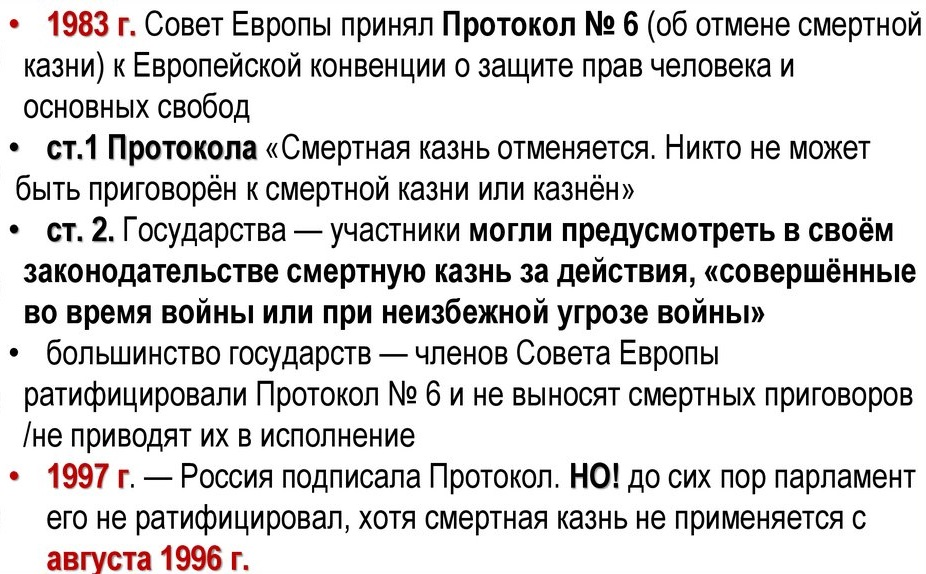 • 1983 г. Совет Европы принял Протокол № 6 (об отмене смертной
казни) к Европейской конвенции о защите прав человека и
основных свобод
• ст.1 Протокола «Смертная казнь отменяется. Никто не может
быть приговорён к смертной казни или казнён»
• ст. 2. Государства — участники могли предусмотреть в своём
законодательстве смертную казнь за действия, «совершённые
во время войны или при неизбежной угрозе войны»
• большинство государств — членов Совета Европы
ратифицировали Протокол № 6 и не выносят смертных приговоров
/не приводят их в исполнение
• 1997 г. — Россия подписала Протокол. НО! до сих пор парламент
его не ратифицировал, хотя смертная казнь не применяется с
августа 1996 г.